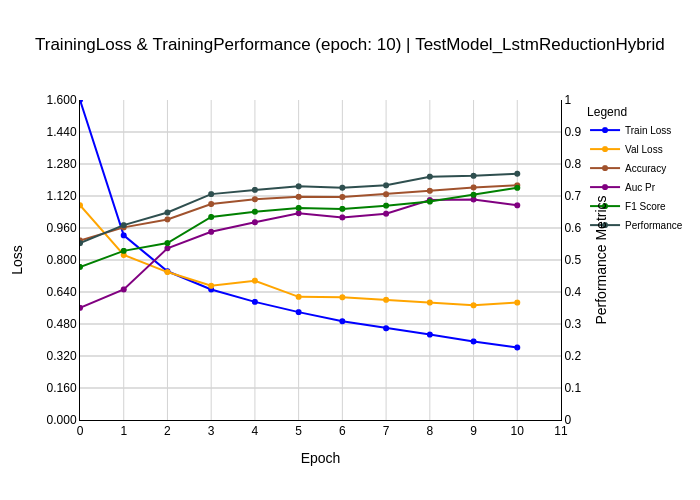 TrainingLoss & TrainingPerformance (epoch: 10) | TestModel_LstmReductionHybrid
1.600
1.440
1.280
1.120
0.960
0.800
0.640
0.480
0.320
0.160
0.000
Loss
0 1 2 3 4 5 6 7 8 9 10 11
Epoch
1
0.9
0.8
0.7
0.6
0.5
0.4
0.3
0.2
0.1
0
Performance Metrics
Legend
Train Loss
Val Loss
Accuracy
Auc Pr
F1 Score
Performance